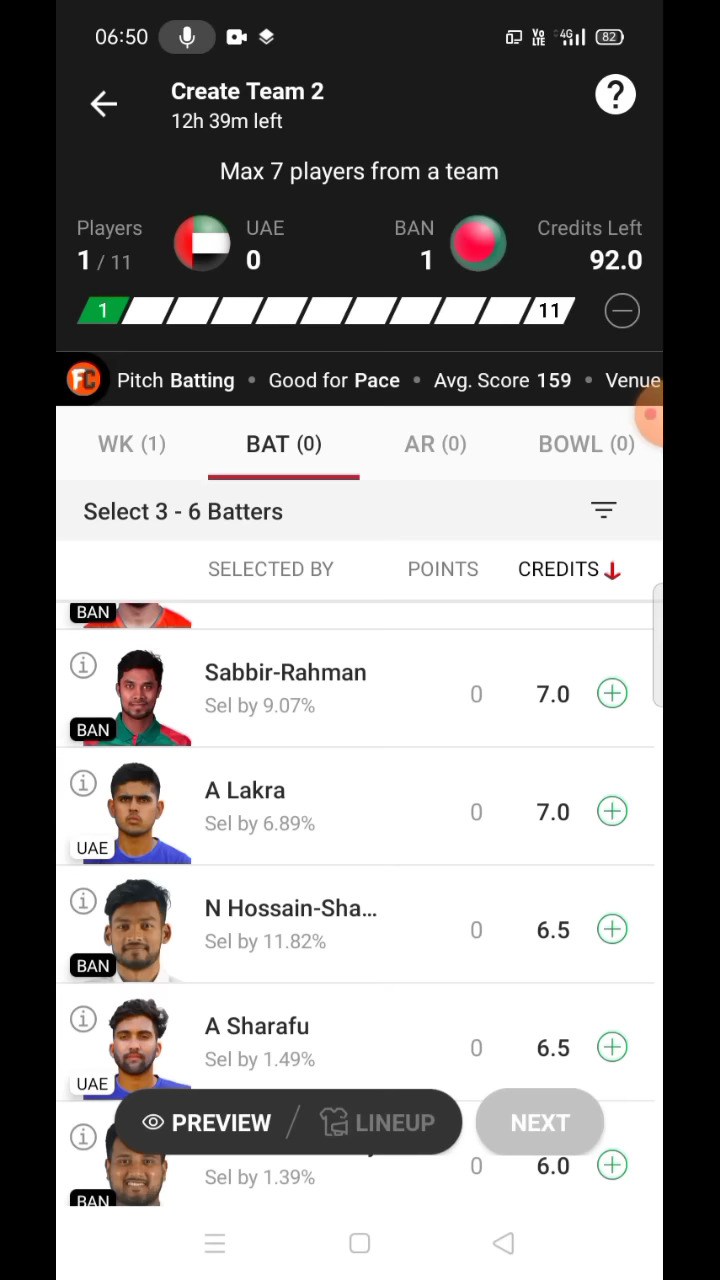 06:50 VO LTE 4G 82
Create Team 2
12h 39m left
?
Max 7 players from a team
Players UAE BAN Credits Left
1 / 11 0 1 92.0
1 11
FC Pitch Batting • Good for Pace • Avg. Score 159 • Venue
WK (1) BAT (0) AR (0) BOWL (0)
Select 3 - 6 Batters
SELECTED BY POINTS CREDITS
BAN
Sabbir-Rahman
Sel by 9.07% 0 7.0
BAN
A Lakra
Sel by 6.89% 0 7.0
UAE
N Hossain-Sha...
Sel by 11.82% 0 6.5
BAN
A Sharafu
Sel by 1.49% 0 6.5
UAE
PREVIEW / LINEUP NEXT
Sel by 1.39% 0 6.0
BAN